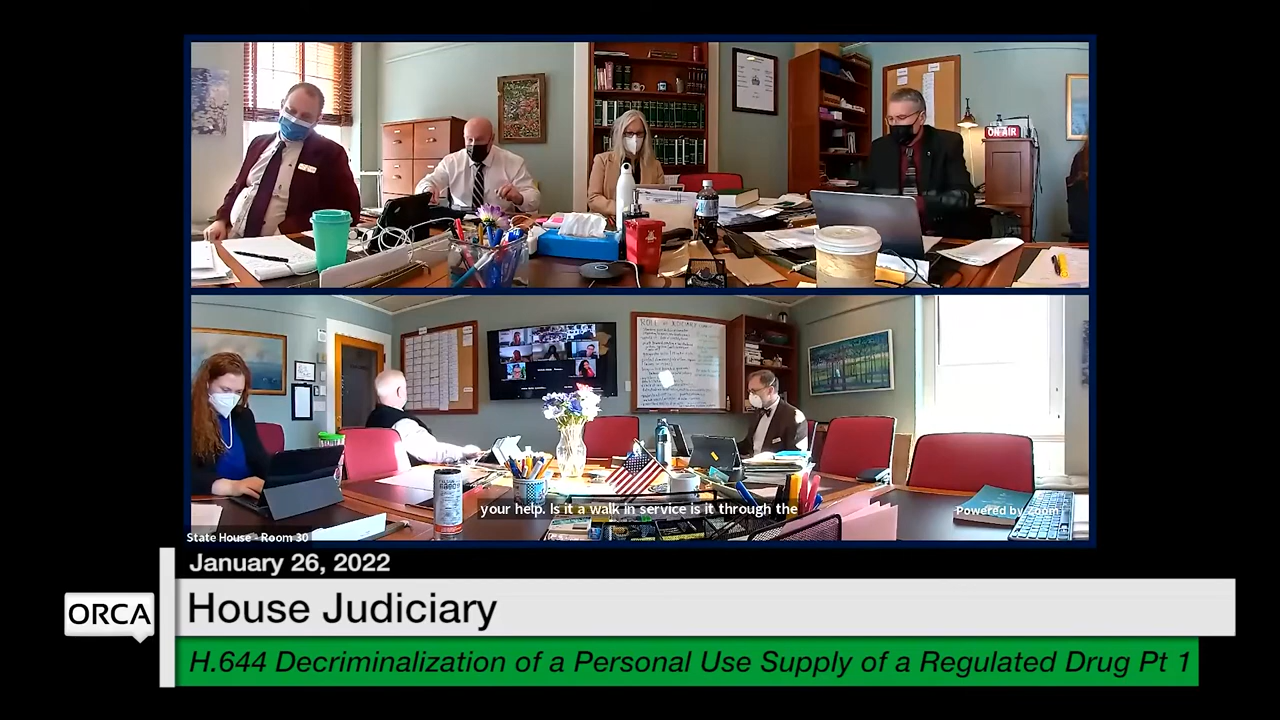 ON AIR
your help. Is it a walk in service is it through the
Powered by Zoom
State House - Room 30
January 26, 2022
ORCA
House Judiciary
H.644 Decriminalization of a Personal Use Supply of a Regulated Drug Pt 1